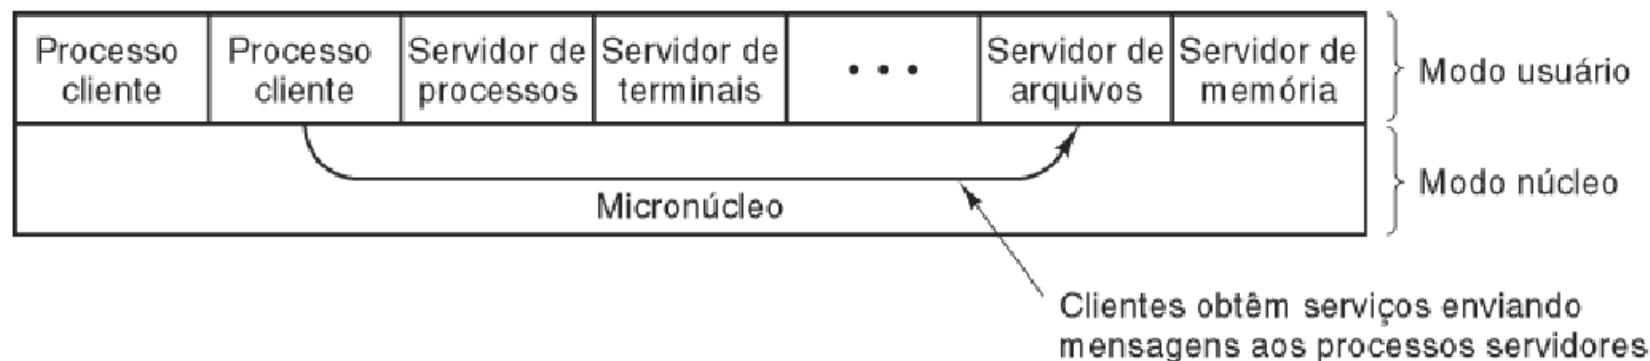 Processo
cliente
Processo
cliente
Servidor de
processos
Servidor de
terminais
• • •
Servidor de
arquivos
Servidor de
memória
Modo usuário
Micronúcleo
Modo núcleo
Clientes obtêm serviços enviando
mensagens aos processos servidores